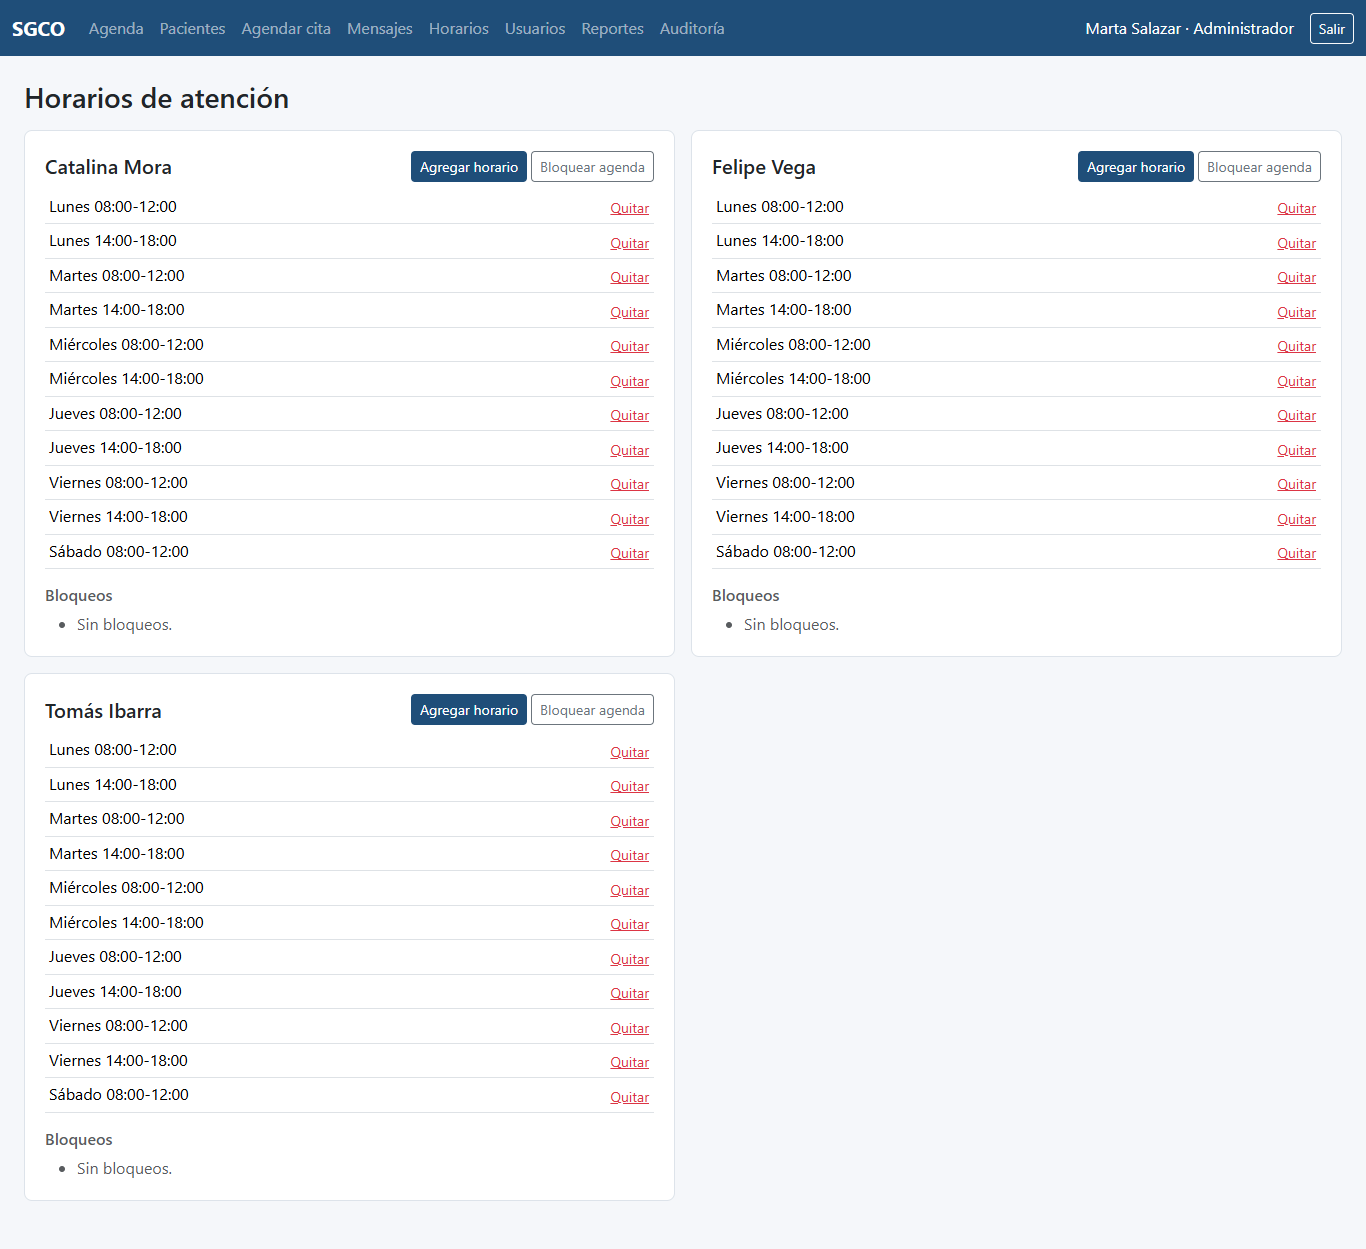 SGCO Agenda Pacientes Agendar cita Mensajes Horarios Usuarios Reportes Auditoría Marta Salazar · Administrador Salir
Horarios de atención
Catalina Mora Agregar horario Bloquear agenda
Lunes 08:00-12:00 Quitar
Lunes 14:00-18:00 Quitar
Martes 08:00-12:00 Quitar
Martes 14:00-18:00 Quitar
Miércoles 08:00-12:00 Quitar
Miércoles 14:00-18:00 Quitar
Jueves 08:00-12:00 Quitar
Jueves 14:00-18:00 Quitar
Viernes 08:00-12:00 Quitar
Viernes 14:00-18:00 Quitar
Sábado 08:00-12:00 Quitar
Bloqueos
• Sin bloqueos.
Felipe Vega Agregar horario Bloquear agenda
Lunes 08:00-12:00 Quitar
Lunes 14:00-18:00 Quitar
Martes 08:00-12:00 Quitar
Martes 14:00-18:00 Quitar
Miércoles 08:00-12:00 Quitar
Miércoles 14:00-18:00 Quitar
Jueves 08:00-12:00 Quitar
Jueves 14:00-18:00 Quitar
Viernes 08:00-12:00 Quitar
Viernes 14:00-18:00 Quitar
Sábado 08:00-12:00 Quitar
Bloqueos
• Sin bloqueos.
Tomás Ibarra Agregar horario Bloquear agenda
Lunes 08:00-12:00 Quitar
Lunes 14:00-18:00 Quitar
Martes 08:00-12:00 Quitar
Martes 14:00-18:00 Quitar
Miércoles 08:00-12:00 Quitar
Miércoles 14:00-18:00 Quitar
Jueves 08:00-12:00 Quitar
Jueves 14:00-18:00 Quitar
Viernes 08:00-12:00 Quitar
Viernes 14:00-18:00 Quitar
Sábado 08:00-12:00 Quitar
Bloqueos
• Sin bloqueos.